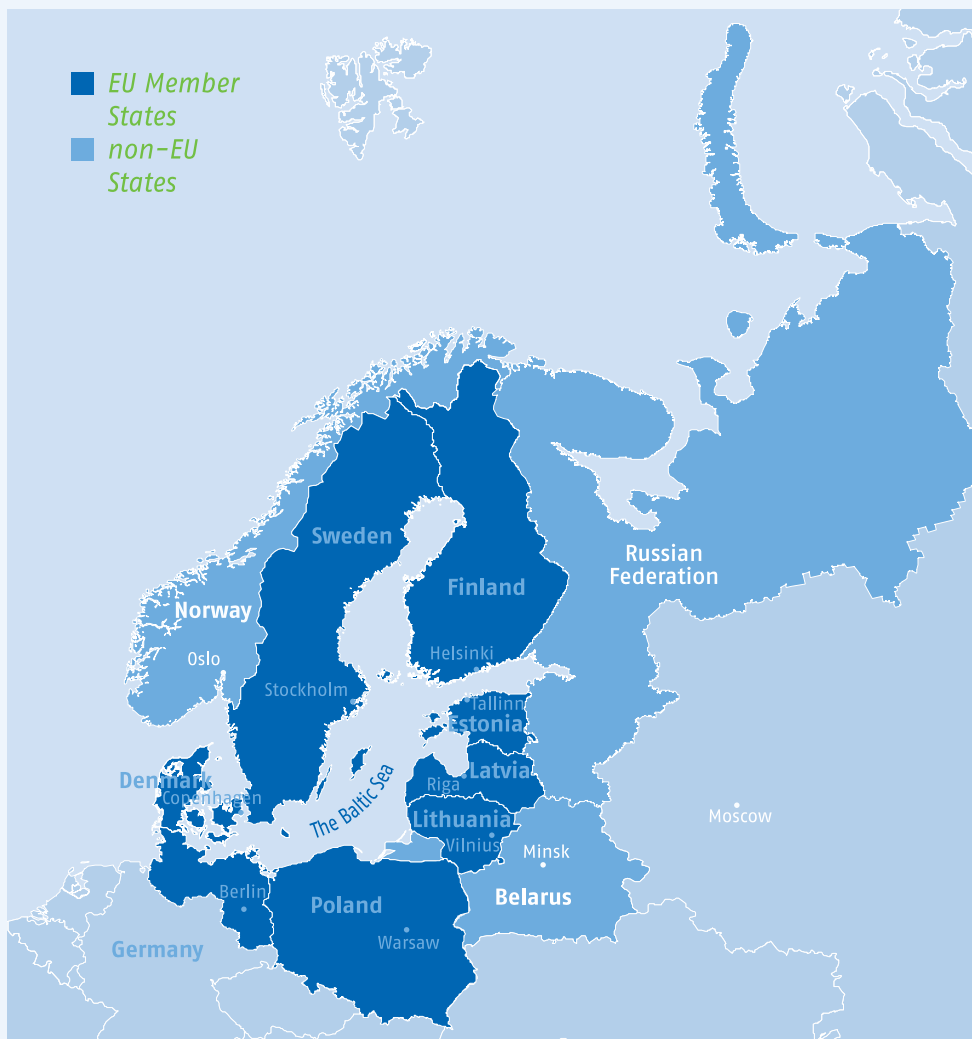 EU Member
States
non-EU
States
Sweden
Finland
Russian
Federation
Norway
Oslo
Helsinki
Stockholm
Tallinn
Estonia
Denmark
Copenhagen
Riga
Latvia
The Baltic Sea
Lithuania
Vilnius
Moscow
Minsk
Belarus
Berlin
Poland
Warsaw
Germany